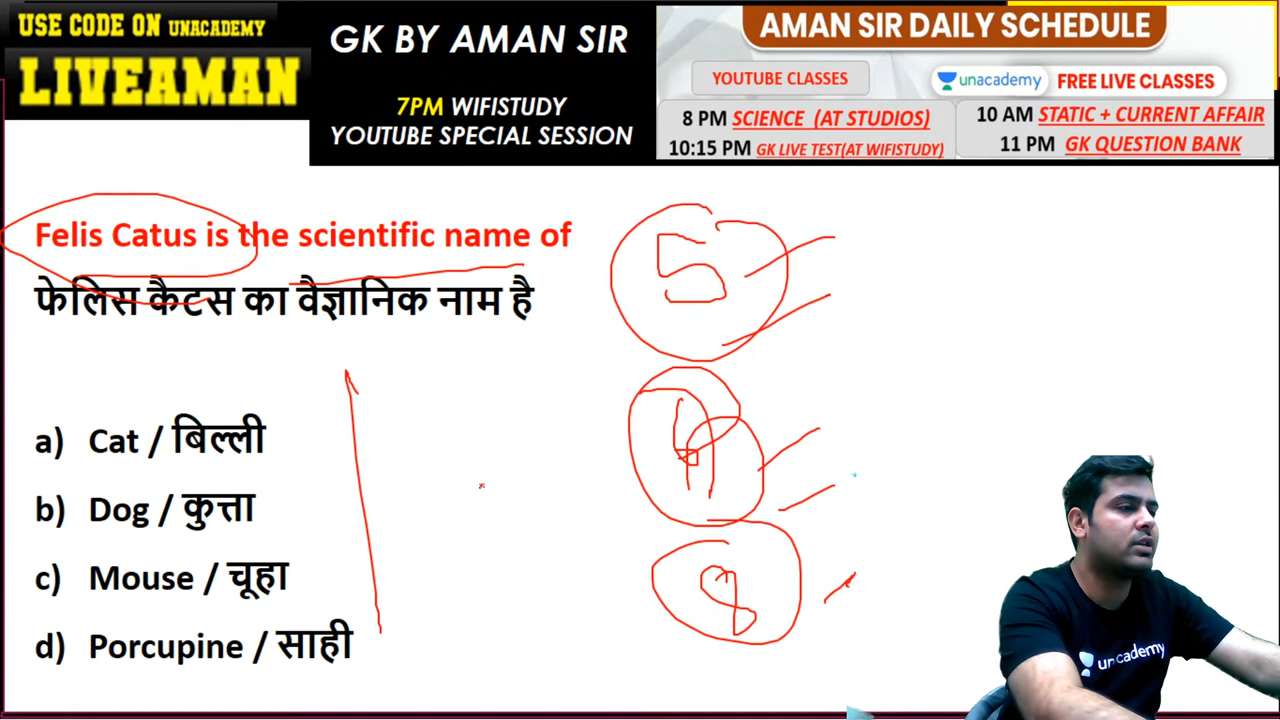 USE CODE ON UNACADEMY
LIVEAMAN
GK BY AMAN SIR
7PM WIFISTUDY
YOUTUBE SPECIAL SESSION
AMAN SIR DAILY SCHEDULE
YOUTUBE CLASSES
unacademy FREE LIVE CLASSES
8 PM SCIENCE (AT STUDIOS)
10:15 PM GK LIVE TEST(AT WIFISTUDY)
10 AM STATIC + CURRENT AFFAIR
11 PM GK QUESTION BANK
Felis Catus is the scientific name of
फेलिस कैटस का वैज्ञानिक नाम है
a) Cat / बिल्ली
b) Dog / कुत्ता
c) Mouse / चूहा
d) Porcupine / साही
5
unacademy